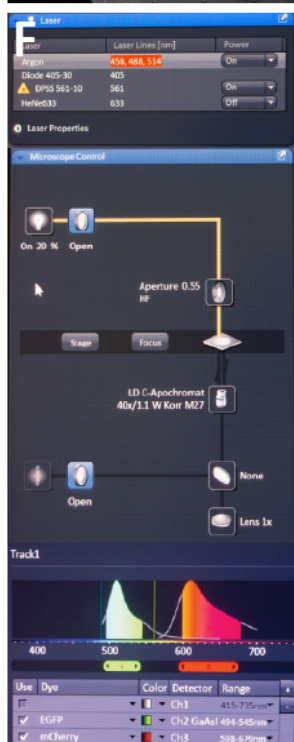 F
Laser
Laser
Laser Lines [nm]
Power
Argon
458, 488, 514
On
Diode 405-30
405
DPSS 561-10
561
On
HeNe633
633
Off
Laser Properties
Microscope Control
On 20 %
Open
Aperture 0.55
HF
Stage
Focus
LD C-Apochromat
40x/1.1 W Korr M27
None
Open
Lens 1x
Track1
400
500
600
700
Use
Dye
Color
Detector
Range
Ch1
415-735nm
EGFP
Ch2 GaAsI
494-545nm
mCherry
Ch3
598-679nm